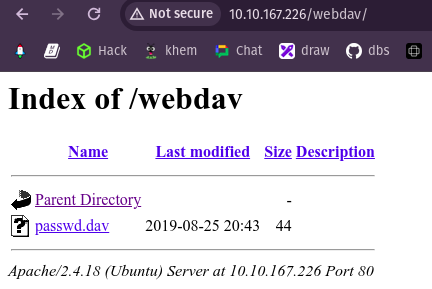 Not secure 10.10.167.226/webdav/
Hack khem Chat draw dbs
Index of /webdav
Name Last modified Size Description
Parent Directory -
passwd.dav 2019-08-25 20:43 44
Apache/2.4.18 (Ubuntu) Server at 10.10.167.226 Port 80